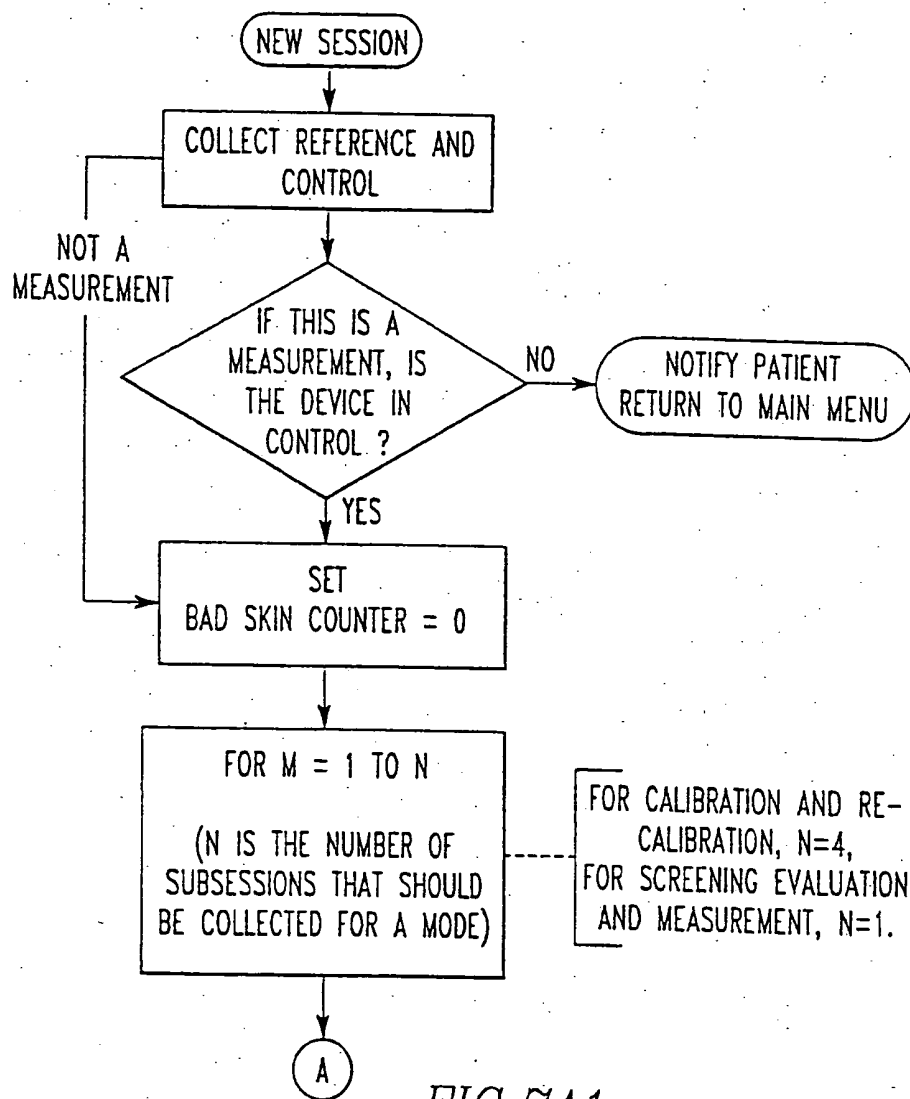 NEW SESSION
COLLECT REFERENCE AND
CONTROL
NOT A
MEASUREMENT
IF THIS IS A
MEASUREMENT, IS
THE DEVICE IN
CONTROL ?
NO
NOTIFY PATIENT
RETURN TO MAIN MENU
YES
SET
BAD SKIN COUNTER = 0
FOR M = 1 TO N
(N IS THE NUMBER OF
SUBSESSIONS THAT SHOULD
BE COLLECTED FOR A MODE)
FOR CALIBRATION AND RE-
CALIBRATION, N=4,
FOR SCREENING EVALUATION
AND MEASUREMENT, N=1.
A
FIG. 7A1